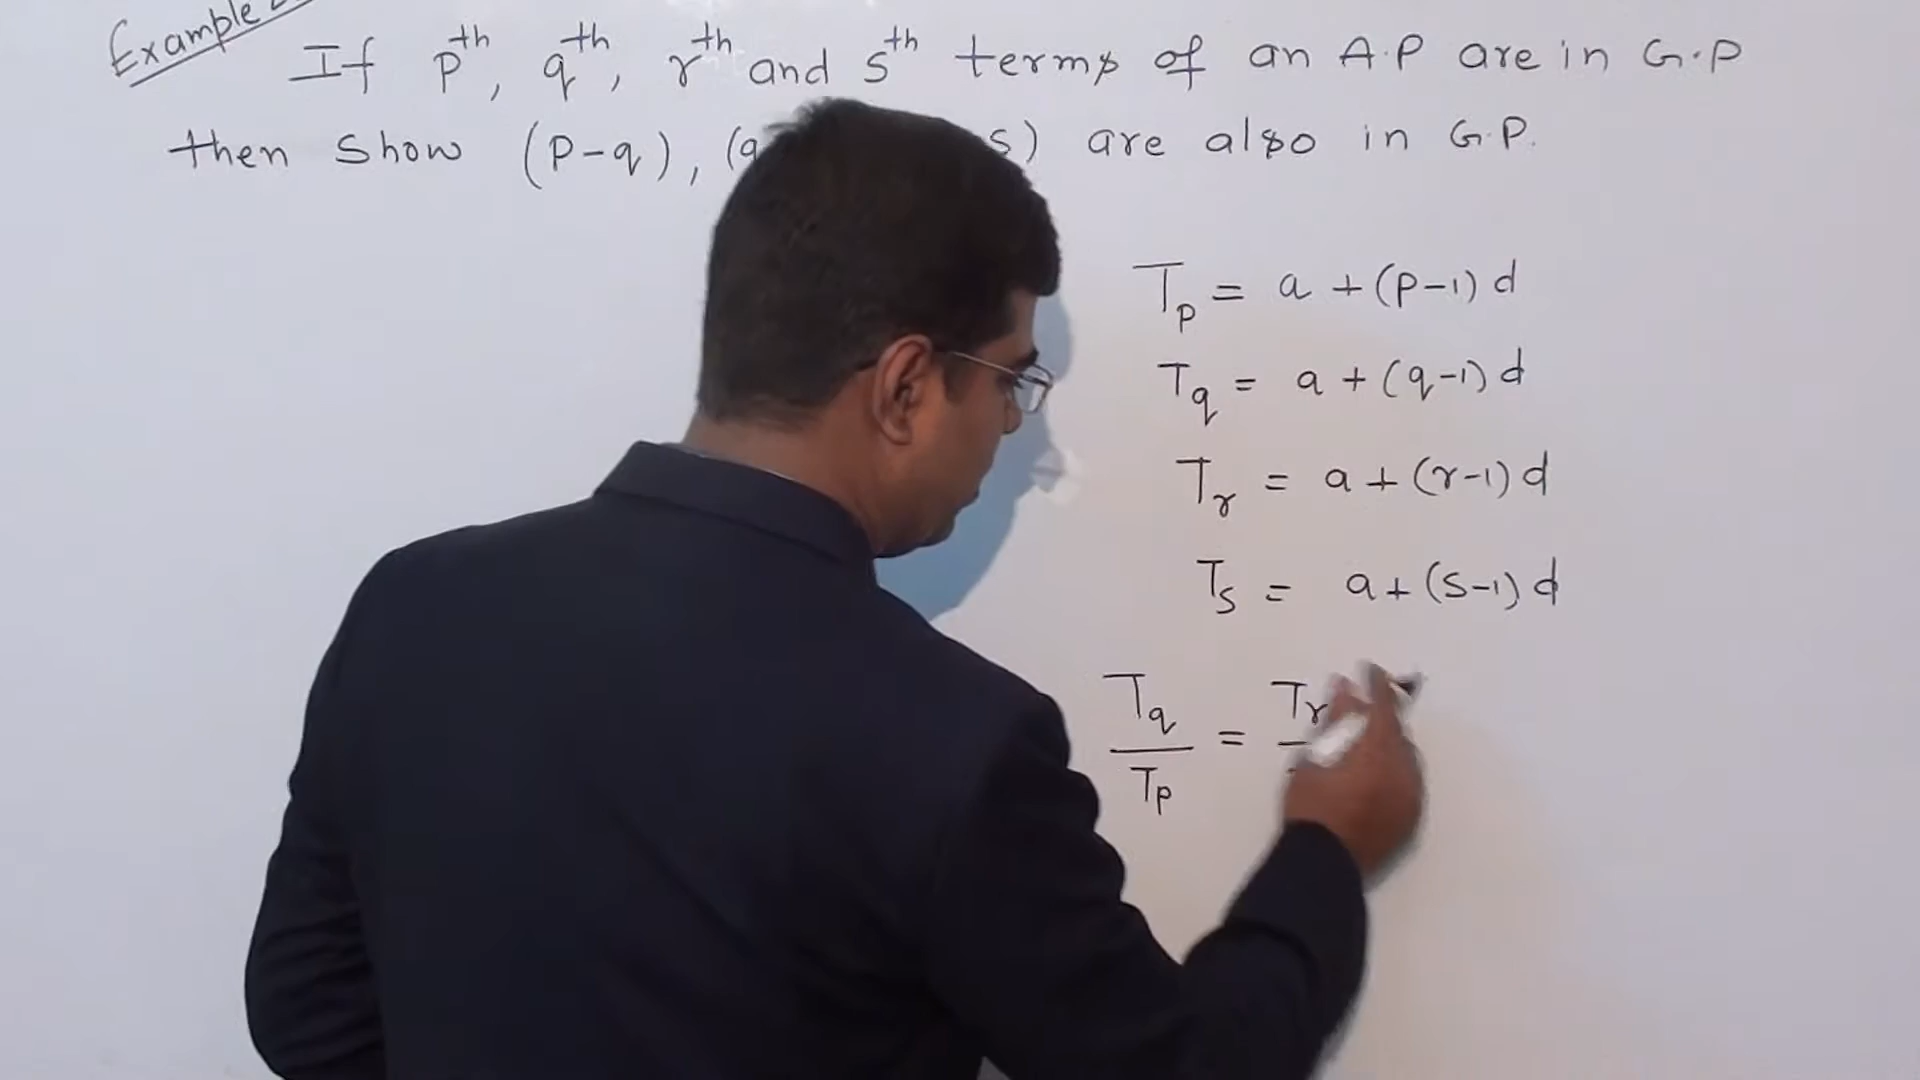 Example
If pth, qth, rth and sth terms of an A.P are in G.P
then show (p-q), (q s) are also in G.P.
Tp = a + (p-1) d
Tq = a + (q-1) d
Tr = a + (r-1) d
Ts = a + (s-1) d
Tq/Tp = Tr